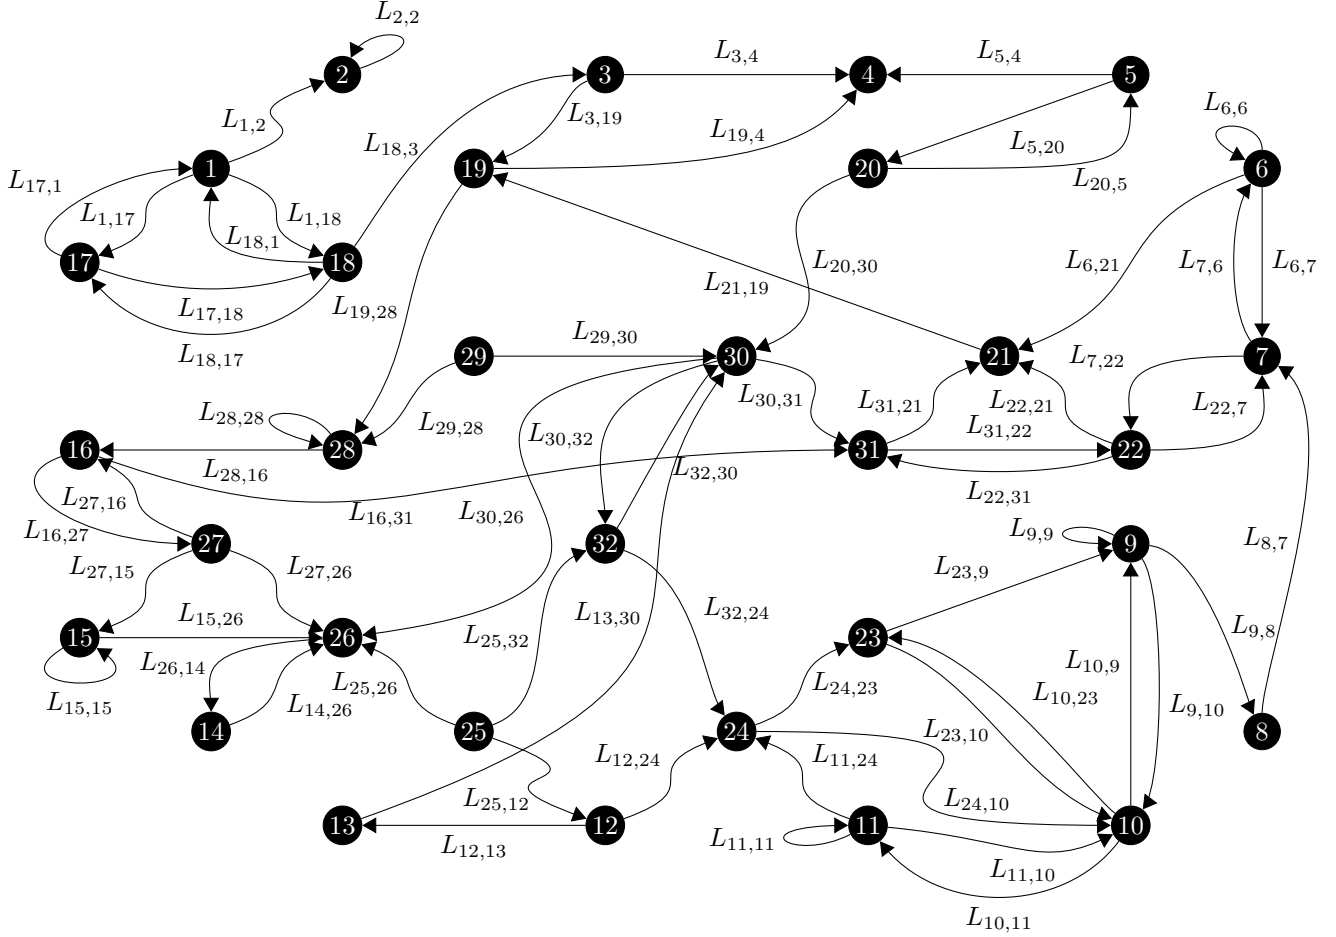 L2,2
2
L3,4
3
4
L5,4
5
L1,2
L3,19
L18,3
L19,4
L5,20
L6,6
1
19
20
6
L17,1
L1,17
L1,18
L20,5
L18,1
17
18
L20,30
L6,21
L7,6
L6,7
L17,18
L19,28
L21,19
L18,17
L29,30
29
30
21
L7,22
7
L28,28
L29,28
L30,31
L31,21
L22,21
L22,7
L30,32
L31,22
16
28
31
22
L28,16
L32,30
L27,16
L16,31
L30,26
L22,31
L16,27
27
32
L9,9
9
L8,7
L27,15
L27,26
L23,9
L15,26
L25,32
L13,30
L32,24
L9,8
15
26
23
L26,14
L10,9
L15,15
L25,26
L14,26
L24,23
L10,23
L9,10
14
25
24
L23,10
8
L12,24
L11,24
L25,12
L24,10
13
12
11
10
L12,13
L11,11
L11,10
L10,11